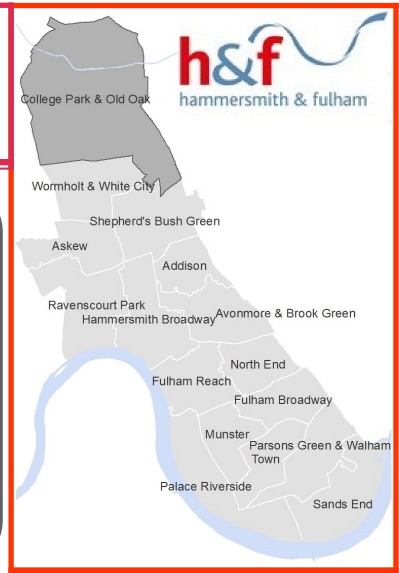 h&f
hammersmith & fulham
College Park & Old Oak
Wormholt & White City
Shepherd's Bush Green
Askew
Addison
Ravenscourt Park
Hammersmith Broadway
Avonmore & Brook Green
North End
Fulham Reach
Fulham Broadway
Munster
Parsons Green & Walham
Town
Palace Riverside
Sands End